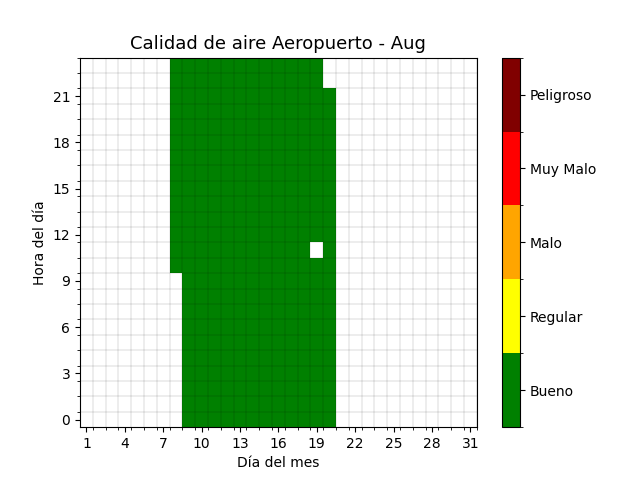 Calidad de aire Aeropuerto - Aug
21
18
15
12
9
6
3
0
Hora del día
1 4 7 10 13 16 19 22 25 28 31
Día del mes
Peligroso
Muy Malo
Malo
Regular
Bueno